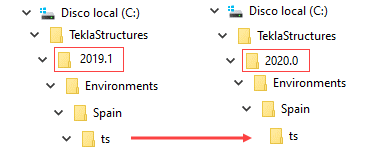 Disco local (C:)
TeklaStructures
2019.1
Environments
Spain
ts
Disco local (C:)
TeklaStructures
2020.0
Environments
Spain
ts